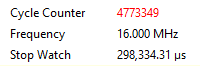 Cycle Counter 4773349
Frequency 16.000 MHz
Stop Watch 298,334.31 µs